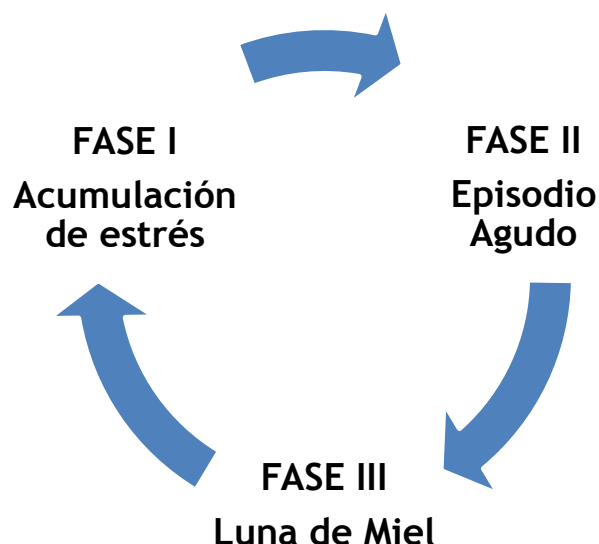 FASE I
Acumulación
de estrés
FASE II
Episodio
Agudo
FASE III
Luna de Miel